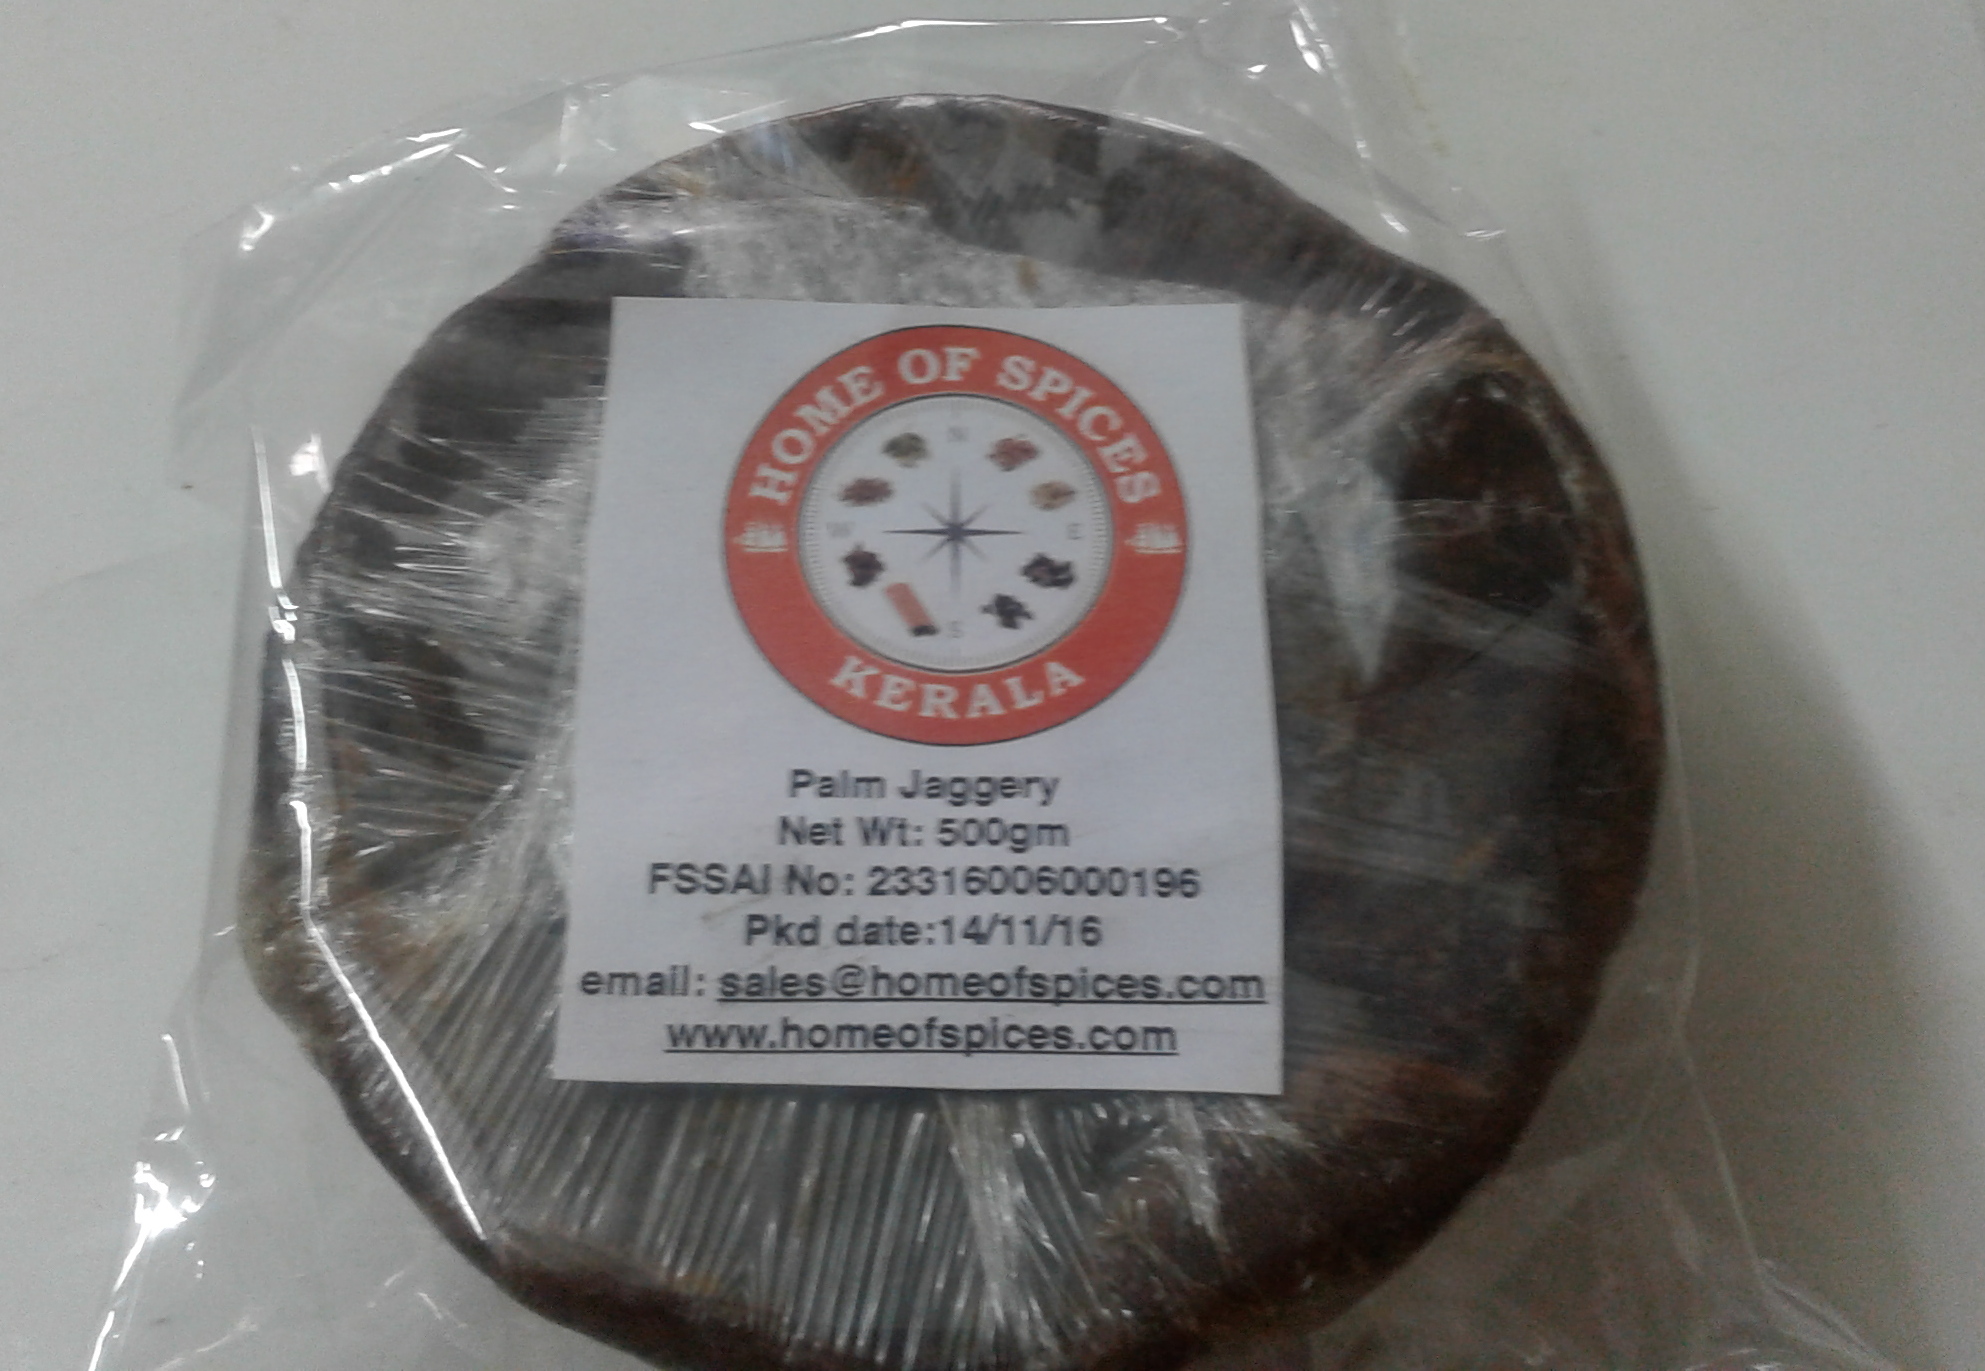 HOME OF SPICES
N
W
E
S
KERALA
Palm Jaggery
Net Wt: 500gm
FSSAI No: 23316006000196
Pkd date:14/11/16
email: sales@homeofspices.com
www.homeofspices.com